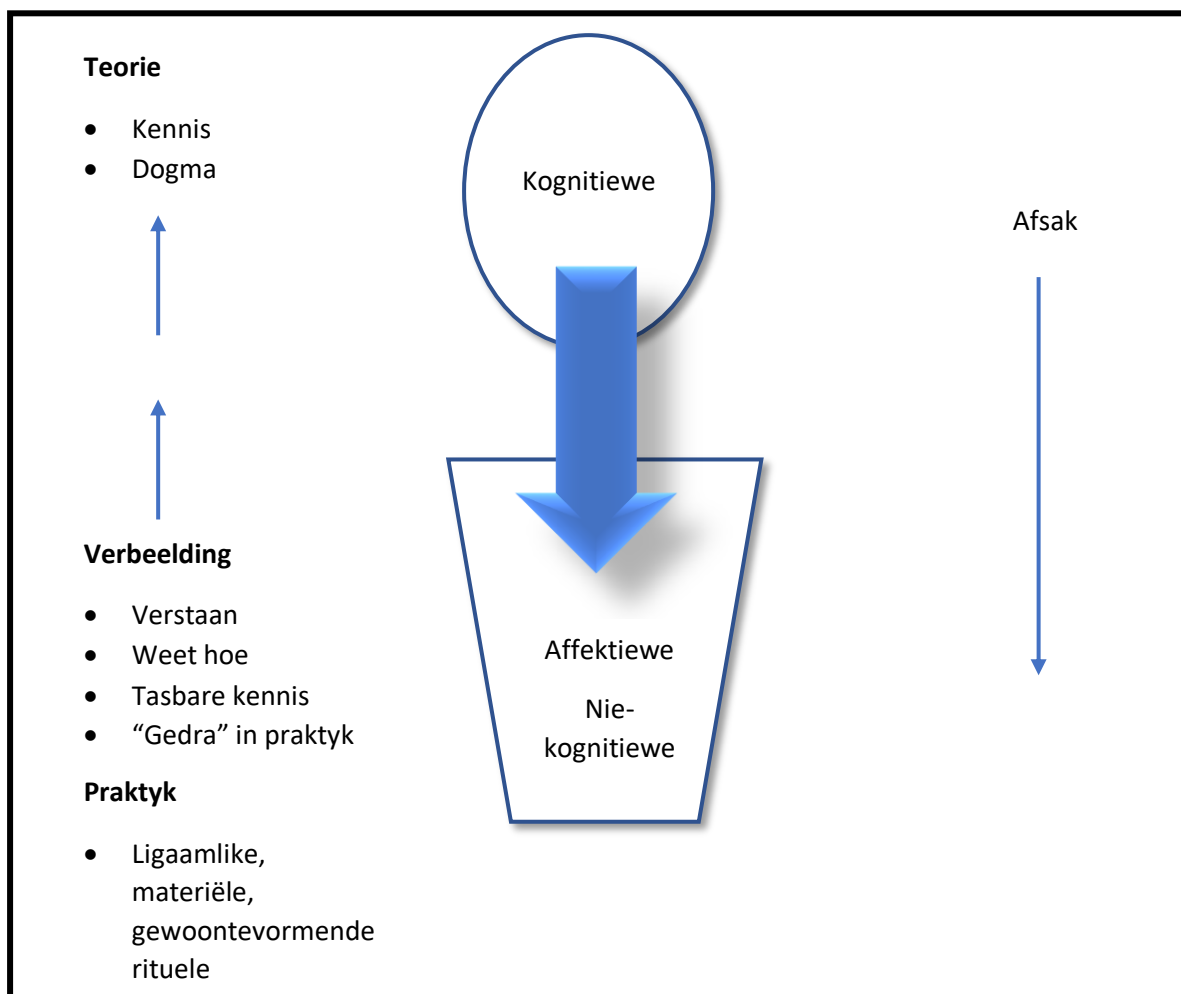 Teorie
• Kennis
• Dogma
Kognitiewe
Afsak
Verbeelding
• Verstaan
• Weet hoe
• Tasbare kennis
• “Gedra” in praktyk
Affektiewe
Nie-
kognitiewe
Praktyk
• Ligaamlike,
materiële,
gewoontevormende
rituele